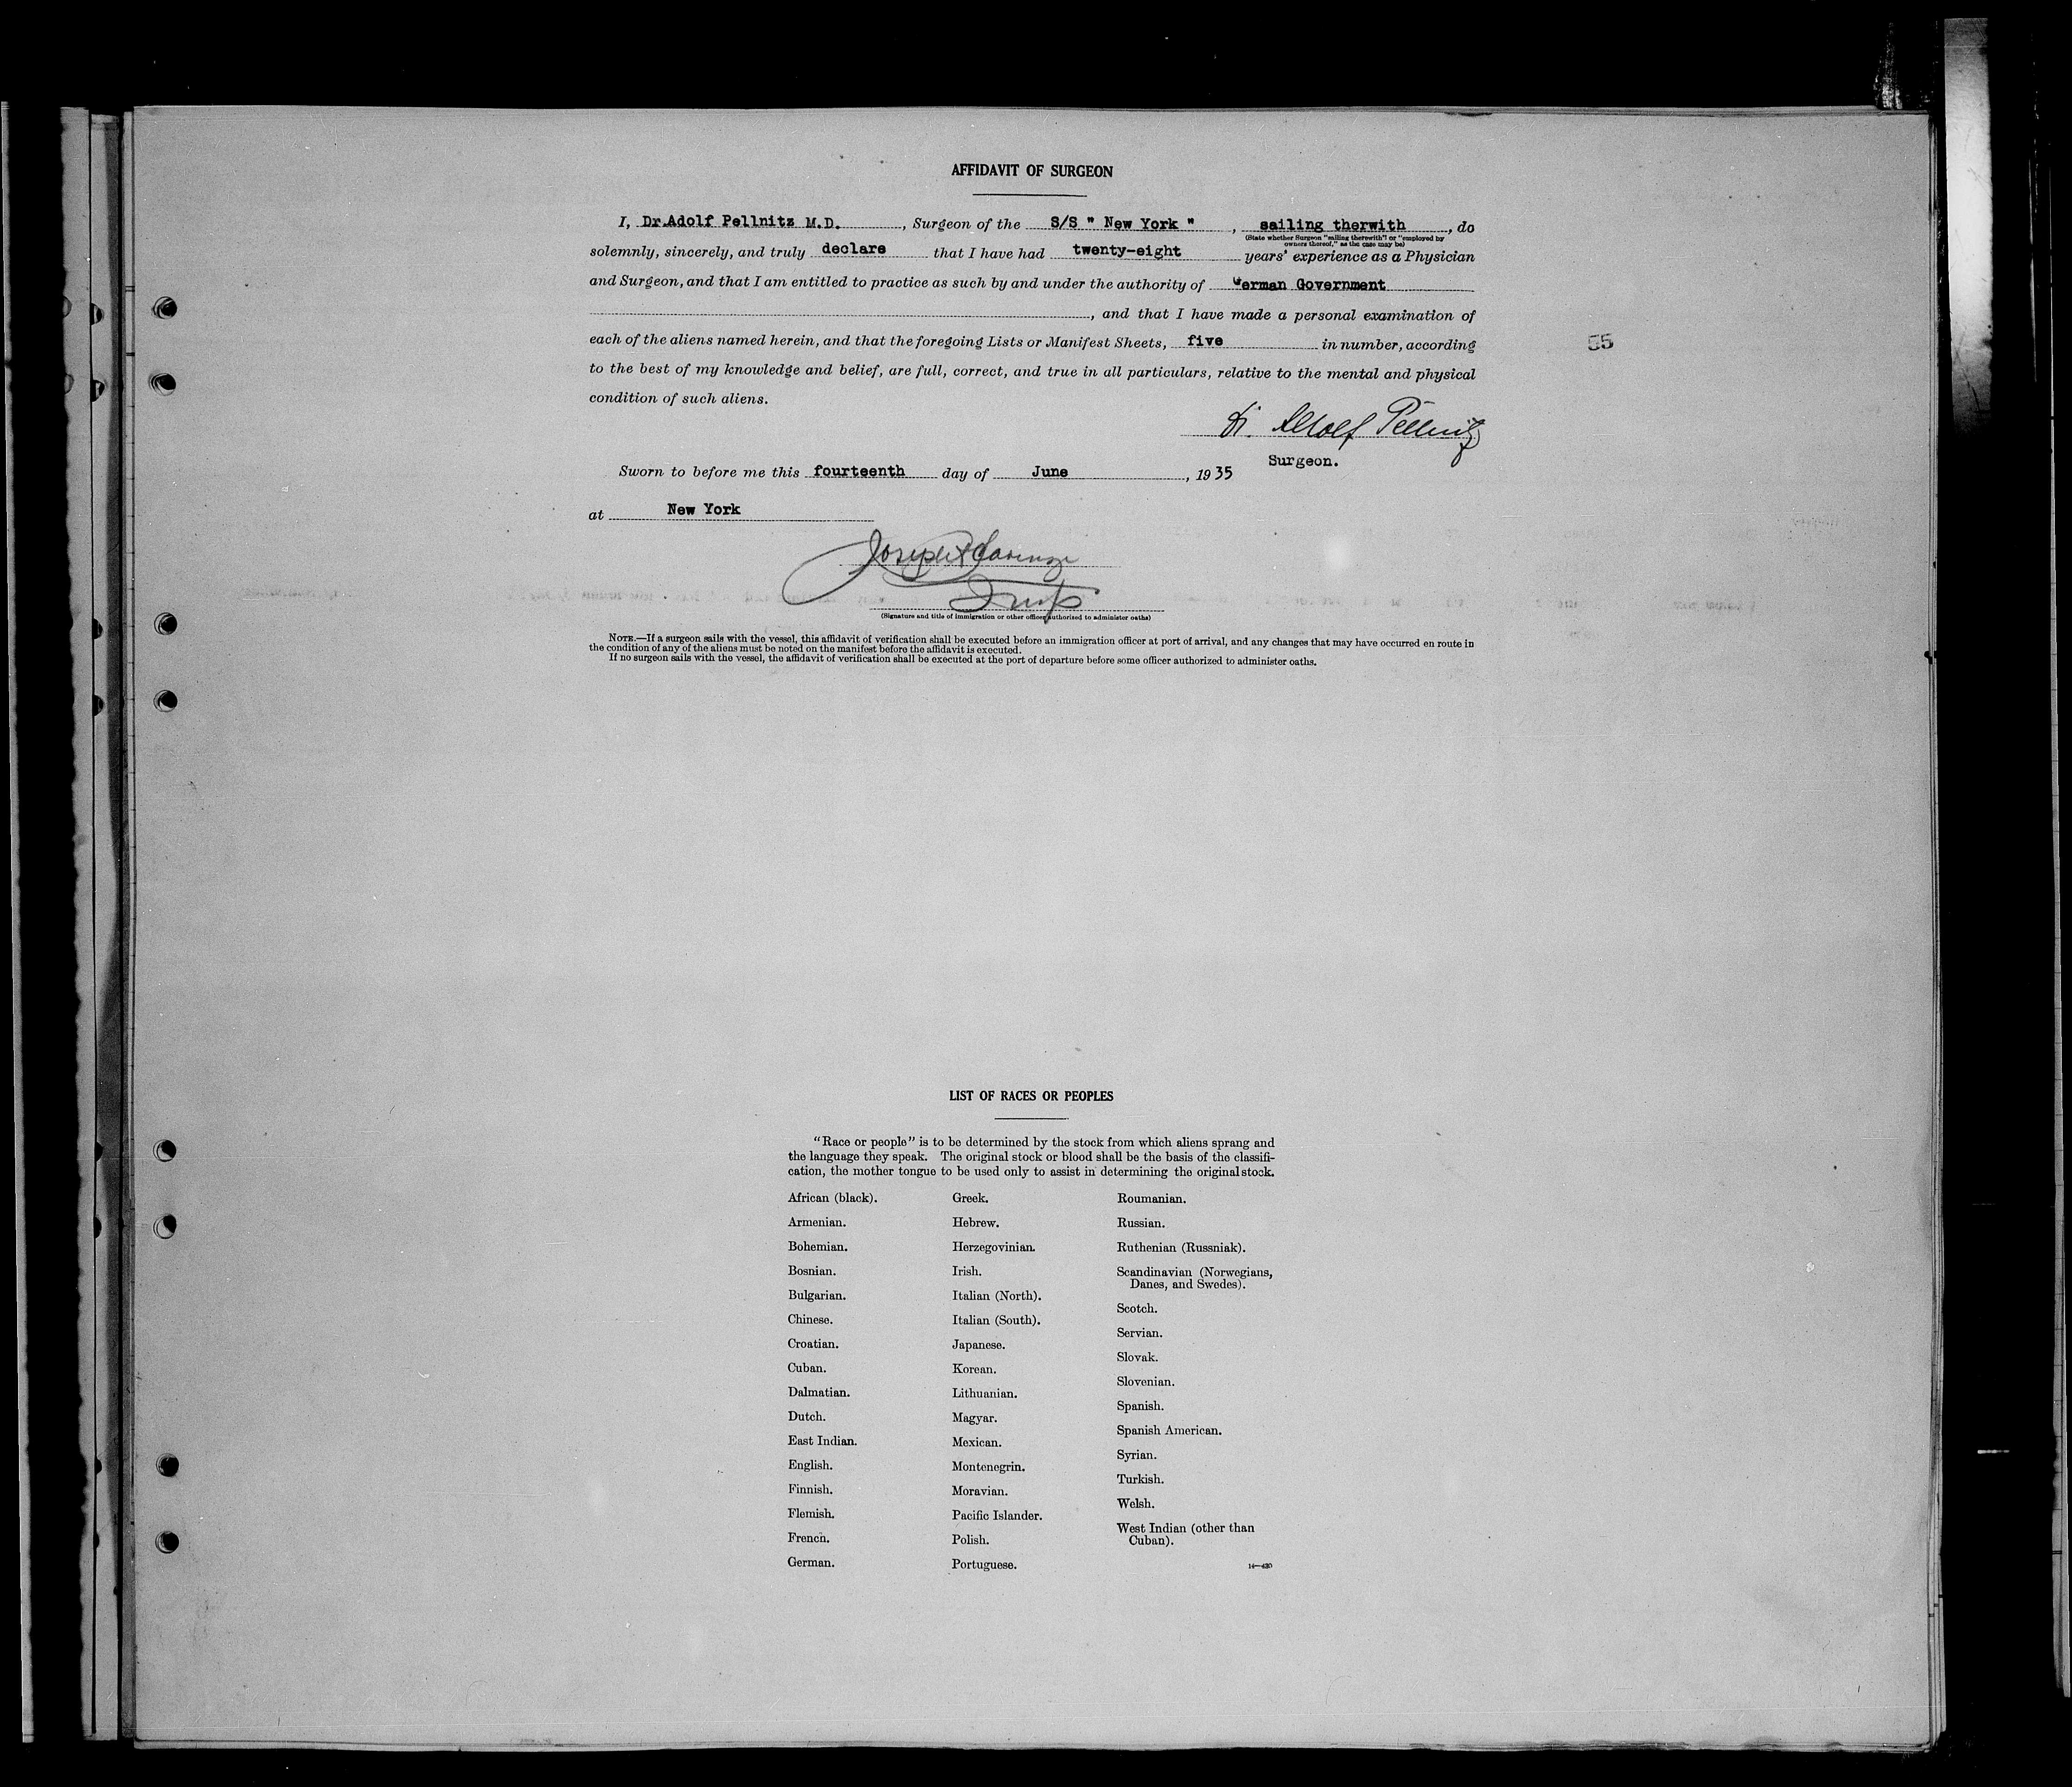 AFFIDAVIT OF SURGEON
I, Dr.Adolf Pellnitz M.D. , Surgeon of the S/S " New York " , sailing therwith , do
(State whether Surgeon "sailing therewith" or "employed by
owners thereof," as the case may be)
solemnly, sincerely, and truly declare that I have had twenty-eight years' experience as a Physician
and Surgeon, and that I am entitled to practice as such by and under the authority of German Government
, and that I have made a personal examination of
each of the aliens named herein, and that the foregoing Lists or Manifest Sheets, five in number, according
55
to the best of my knowledge and belief, are full, correct, and true in all particulars, relative to the mental and physical
condition of such aliens.
Dr. Adolf Pellnitz
Surgeon.
Sworn to before me this fourteenth day of June , 1935
at New York
Joseph
Insp
(Signature and title of immigration or other officer authorized to administer oaths)
NOTE.—If a surgeon sails with the vessel, this affidavit of verification shall be executed before an immigration officer at port of arrival, and any changes that may have occurred en route in
the condition of any of the aliens must be noted on the manifest before the affidavit is executed.
If no surgeon sails with the vessel, the affidavit of verification shall be executed at the port of departure before some officer authorized to administer oaths.
LIST OF RACES OR PEOPLES
"Race or people" is to be determined by the stock from which aliens sprang and
the language they speak. The original stock or blood shall be the basis of the classifi-
cation, the mother tongue to be used only to assist in determining the original stock.
African (black).
Armenian.
Bohemian.
Bosnian.
Bulgarian.
Chinese.
Croatian.
Cuban.
Dalmatian.
Dutch.
East Indian.
English.
Finnish.
Flemish.
French.
German.
Greek.
Hebrew.
Herzegovinian.
Irish.
Italian (North).
Italian (South).
Japanese.
Korean.
Lithuanian.
Magyar.
Mexican.
Montenegrin.
Moravian.
Pacific Islander.
Polish.
Portuguese.
Roumanian.
Russian.
Ruthenian (Russniak).
Scandinavian (Norwegians,
Danes, and Swedes).
Scotch.
Servian.
Slovak.
Slovenian.
Spanish.
Spanish American.
Syrian.
Turkish.
Welsh.
West Indian (other than
Cuban).
14—430